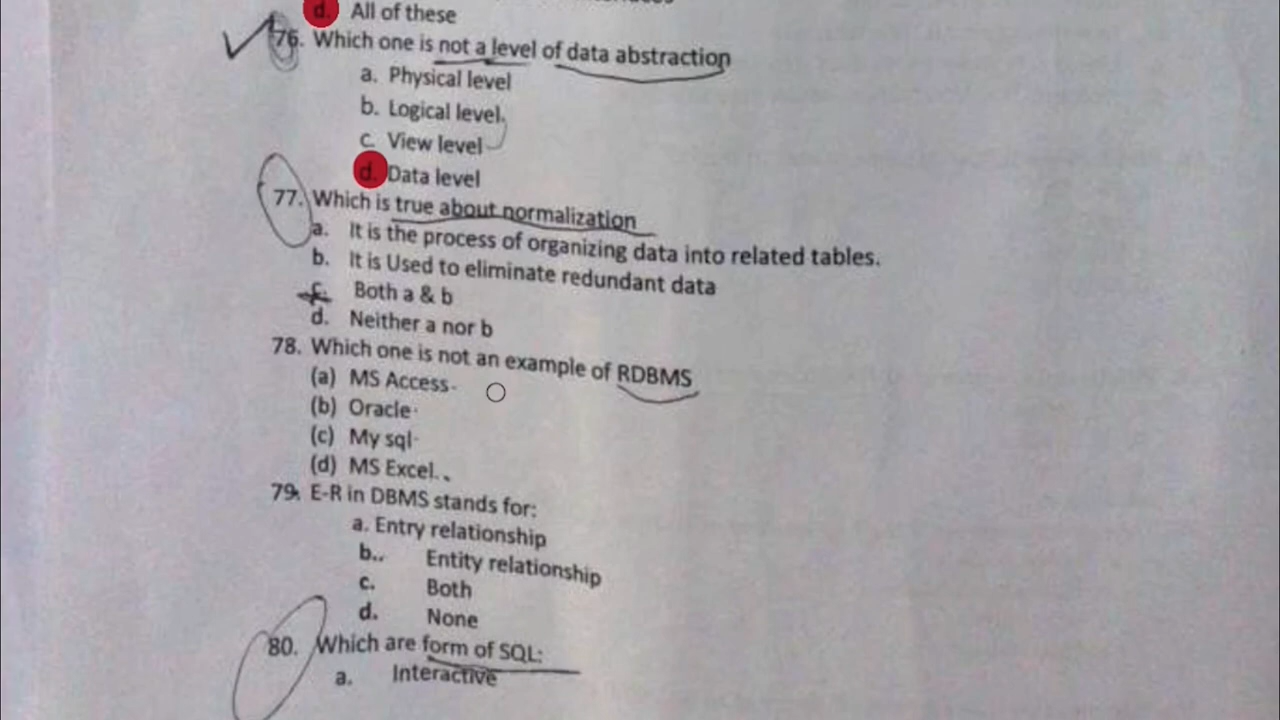 d. All of these
76. Which one is not a level of data abstraction
a. Physical level
b. Logical level.
c. View level
d. Data level
77. Which is true about normalization
a. It is the process of organizing data into related tables.
b. It is Used to eliminate redundant data
c. Both a & b
d. Neither a nor b
78. Which one is not an example of RDBMS
(a) MS Access
(b) Oracle
(c) My sql
(d) MS Excel.
79. E-R in DBMS stands for:
a. Entry relationship
b.. Entity relationship
c. Both
d. None
80. Which are form of SQL:
a. Interactive